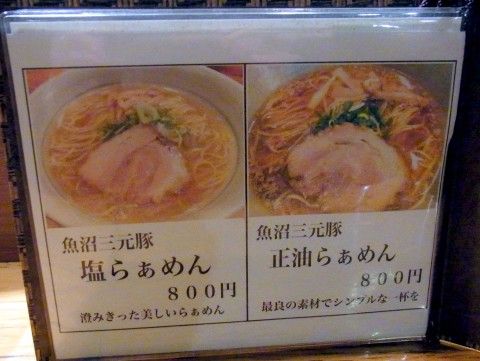 魚沼三元豚
塩らぁめん
８００円
澄みきった美しいらぁめん
魚沼三元豚
正油らぁめん
８００円
最良の素材でシンプルな一杯を